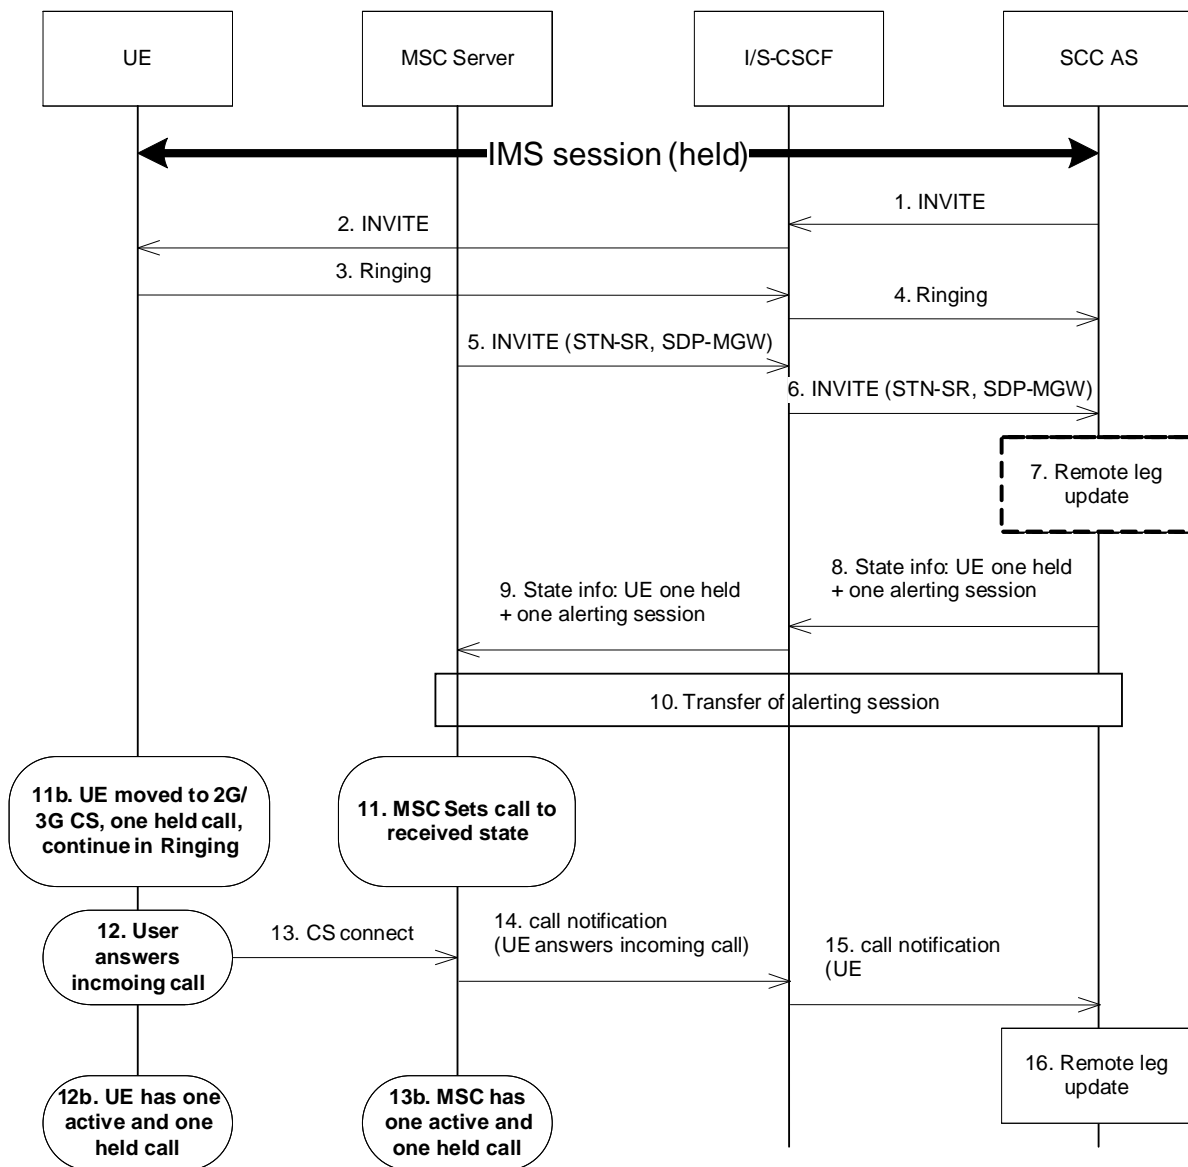 UE
MSC Server
I/S-CSCF
SCC AS
IMS session (held)
1. INVITE
2. INVITE
3. Ringing
4. Ringing
5. INVITE (STN-SR, SDP-MGW)
6. INVITE (STN-SR, SDP-MGW)
7. Remote leg
update
8. State info: UE one held
+ one alerting session
9. State info: UE one held
+ one alerting session
10. Transfer of alerting session
11b. UE moved to 2G/
3G CS, one held call,
continue in Ringing
11. MSC Sets call to
received state
12. User
answers
incmoing call
13. CS connect
14. call notification
(UE answers incoming call)
15. call notification
(UE
16. Remote leg
update
12b. UE has one
active and one
held call
13b. MSC has
one active and
one held call